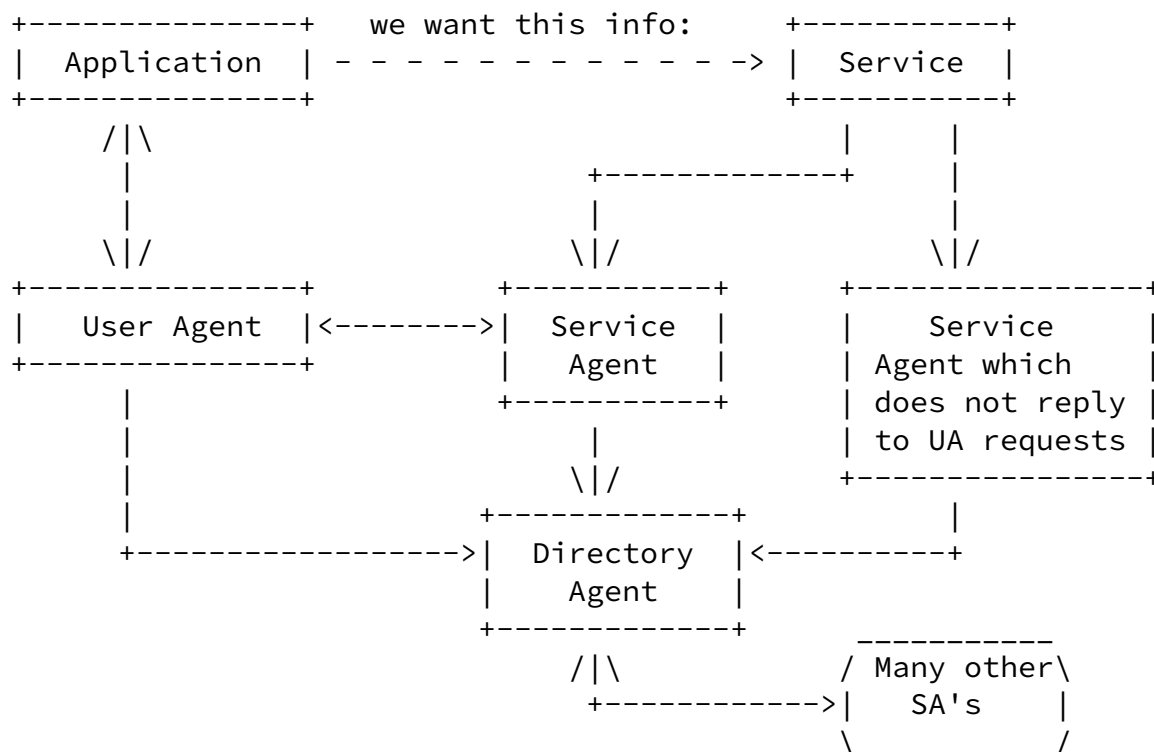 we want this info:
Application
Service
User Agent
Service
Agent
Service
Agent which
does not reply
to UA requests
Directory
Agent
Many other
SA's